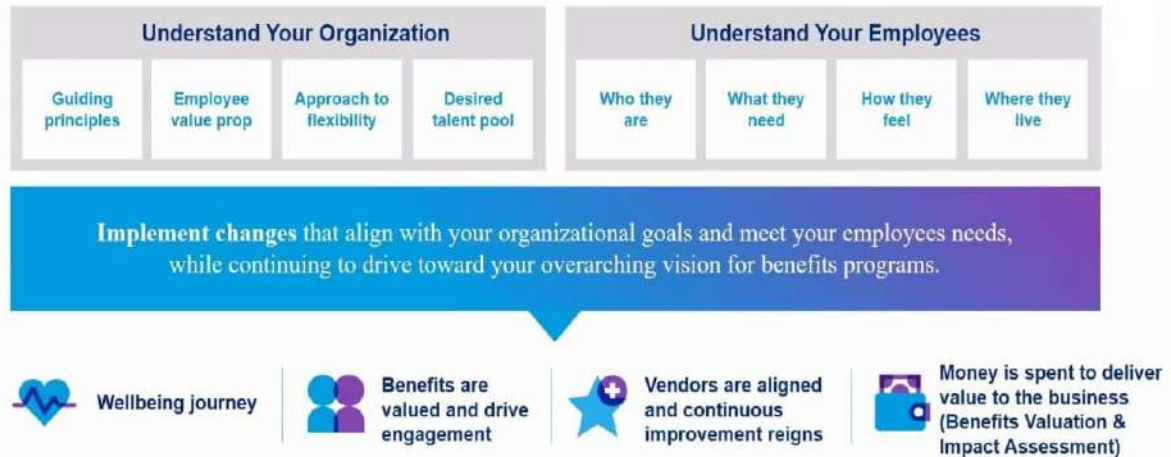 Understand Your Organization
Guiding
principles
Employee
value prop
Approach to
flexibility
Desired
talent pool
Understand Your Employees
Who they
are
What they
need
How they
feel
Where they
live
Implement changes that align with your organizational goals and meet your employees needs,
while continuing to drive toward your overarching vision for benefits programs.
Wellbeing journey
Benefits are
valued and drive
engagement
Vendors are aligned
and continuous
improvement reigns
Money is spent to deliver
value to the business
(Benefits Valuation &
Impact Assessment)